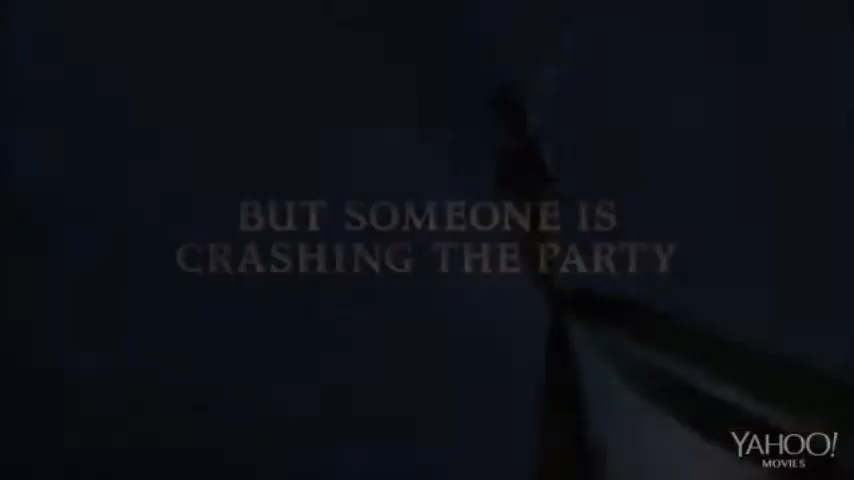 BUT SOMEONE IS
CRASHING THE PARTY
YAHOO!
MOVIES